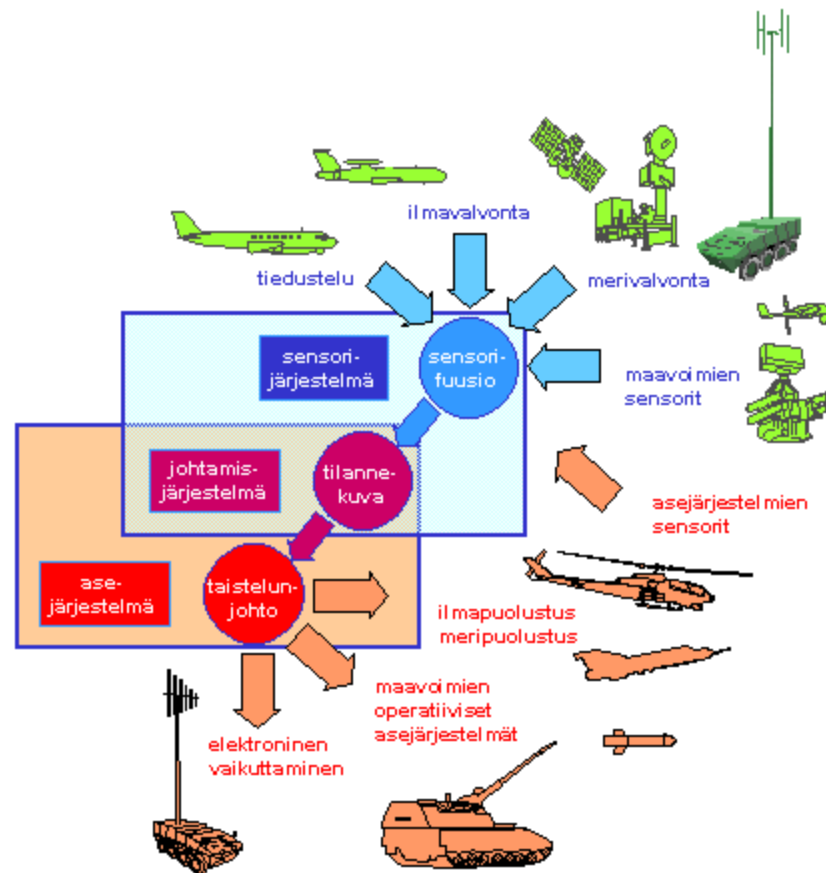 ilmavalvonta
tiedustelu
merivalvonta
sensori-
järjestelmä
sensori-
fuusio
maavoimien
sensorit
johtamis-
järjestelmä
tilanne-
kuva
asejärjestelmien
sensorit
ase-
järjestelmä
taistelun-
johto
ilmapuolustus
meripuolustus
maavoimien
operatiiviset
asejärjestelmät
elektroninen
vaikuttaminen